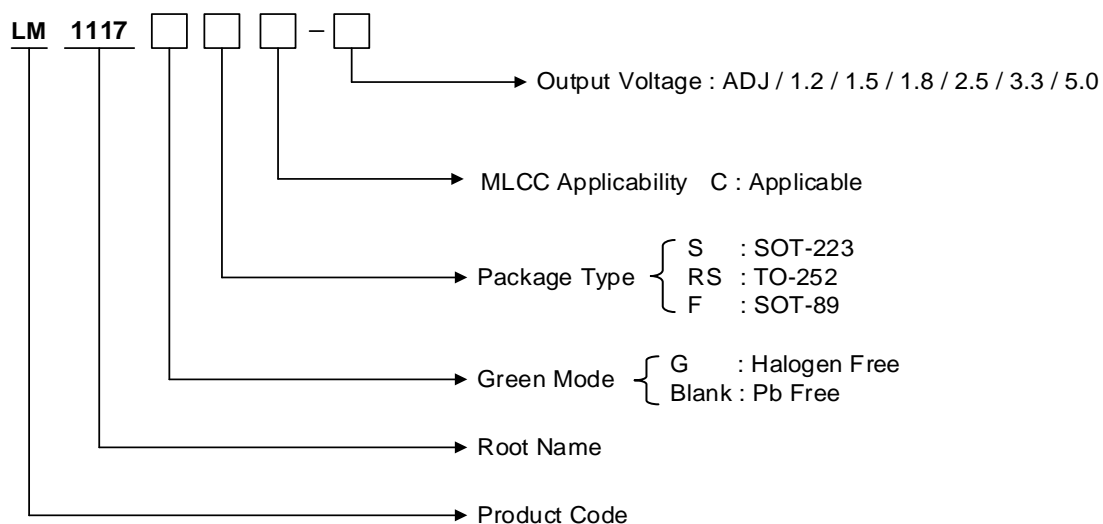 LM 1117 –
Output Voltage : ADJ / 1.2 / 1.5 / 1.8 / 2.5 / 3.3 / 5.0
MLCC Applicability C : Applicable
S : SOT-223
Package Type RS : TO-252
F : SOT-89
G : Halogen Free
Green Mode
Blank : Pb Free
Root Name
Product Code